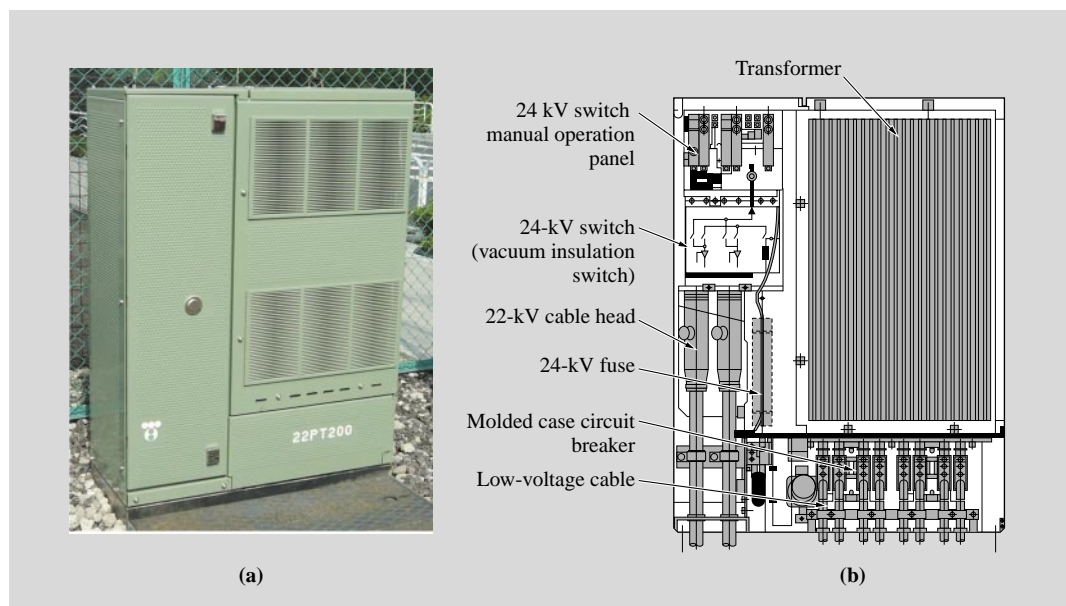 Transformer
24 kV switch
manual operation
panel
24-kV switch
(vacuum insulation
switch)
22-kV cable head
24-kV fuse
Molded case circuit
breaker
Low-voltage cable
22PT200
(a)
(b)